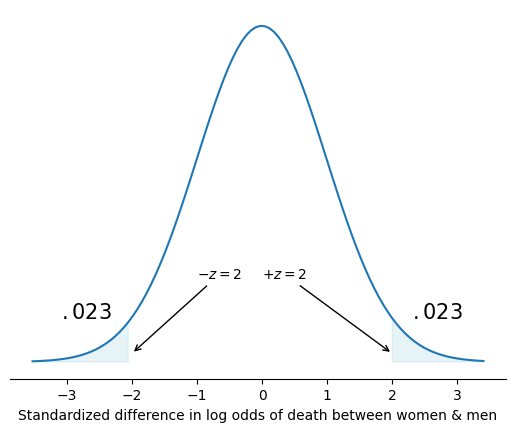 −z = 2 +z = 2
.023 .023
−3 −2 −1 0 1 2 3
Standardized difference in log odds of death between women & men